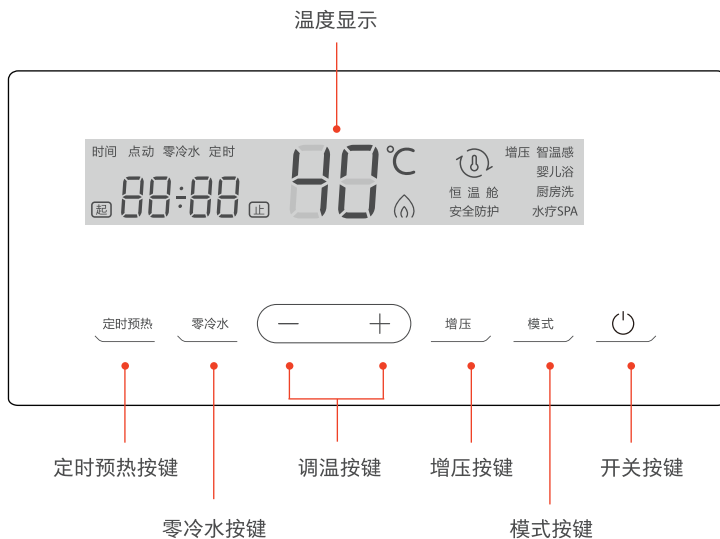 温度显示
时间 点动 零冷水 定时
起 88:88 止
40℃
增压 智温感
婴儿浴
恒温舱 厨房洗
安全防护 水疗SPA
定时预热 零冷水 — + 增压 模式
定时预热按键 调温按键 增压按键 开关按键
零冷水按键 模式按键